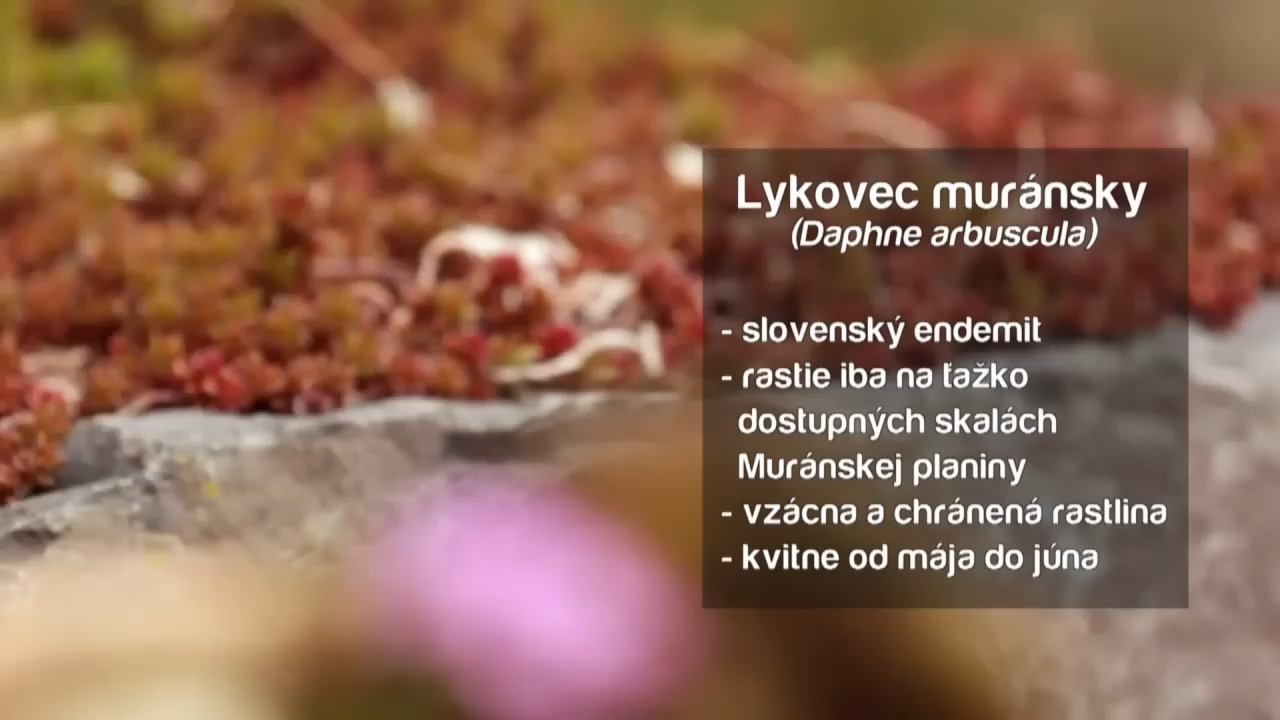 Lykovec muránsky
(Daphne arbuscula)
- slovenský endemit
- rastie iba na ťažko
dostupných skalách
Muránskej planiny
- vzácna a chránená rastlina
- kvitne od mája do júna